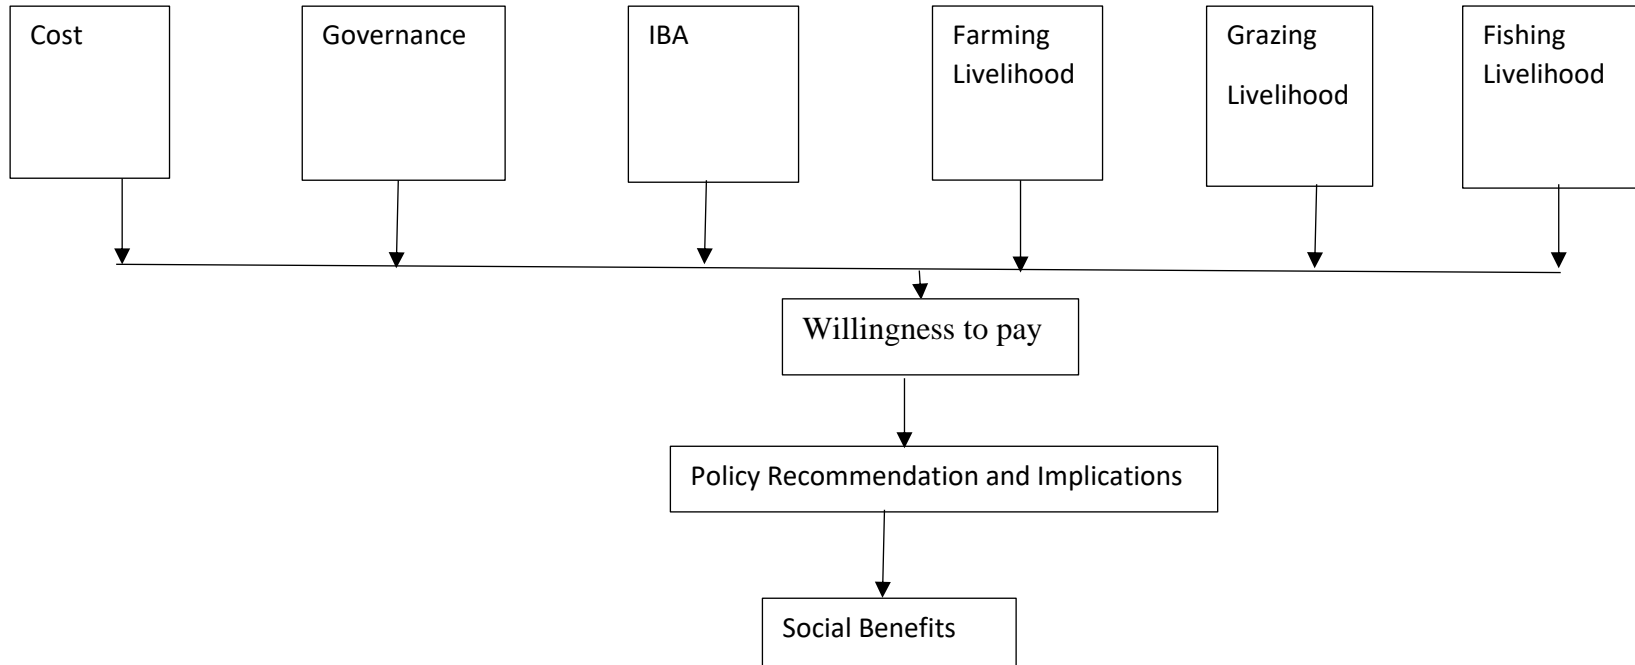 Cost
Governance
IBA
Farming
Livelihood
Grazing
Livelihood
Fishing
Livelihood
Willingness to pay
Policy Recommendation and Implications
Social Benefits